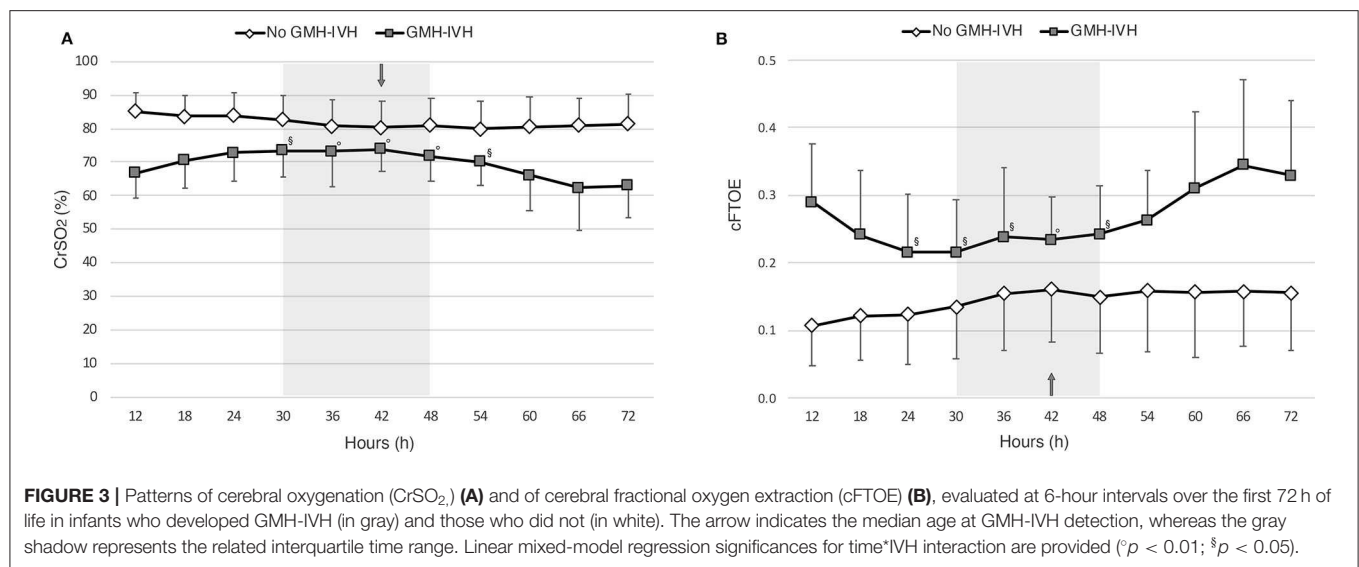 A
No GMH-IVH GMH-IVH
100
90
80
70
60
50
40
30
20
10
0
CrSO2 (%)
§ ° ° ° §
12 18 24 30 36 42 48 54 60 66 72
Hours (h)
B
No GMH-IVH GMH-IVH
0.5
0.4
0.3
0.2
0.1
0.0
cFTOE
§ § § ° §
12 18 24 30 36 42 48 54 60 66 72
Hours (h)
FIGURE 3 | Patterns of cerebral oxygenation (CrSO2,) (A) and of cerebral fractional oxygen extraction (cFTOE) (B), evaluated at 6-hour intervals over the first 72 h of
life in infants who developed GMH-IVH (in gray) and those who did not (in white). The arrow indicates the median age at GMH-IVH detection, whereas the gray
shadow represents the related interquartile time range. Linear mixed-model regression significances for time*IVH interaction are provided (°p < 0.01; §p < 0.05).